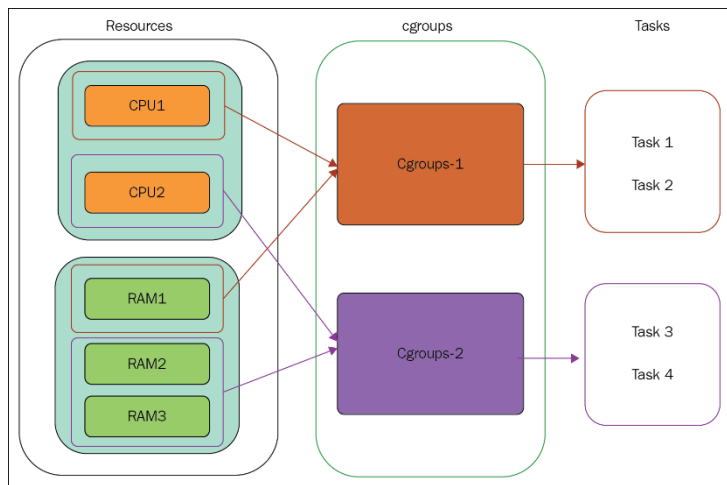 Resources
cgroups
Tasks
CPU1
CPU2
RAM1
RAM2
RAM3
Cgroups-1
Cgroups-2
Task 1
Task 2
Task 3
Task 4